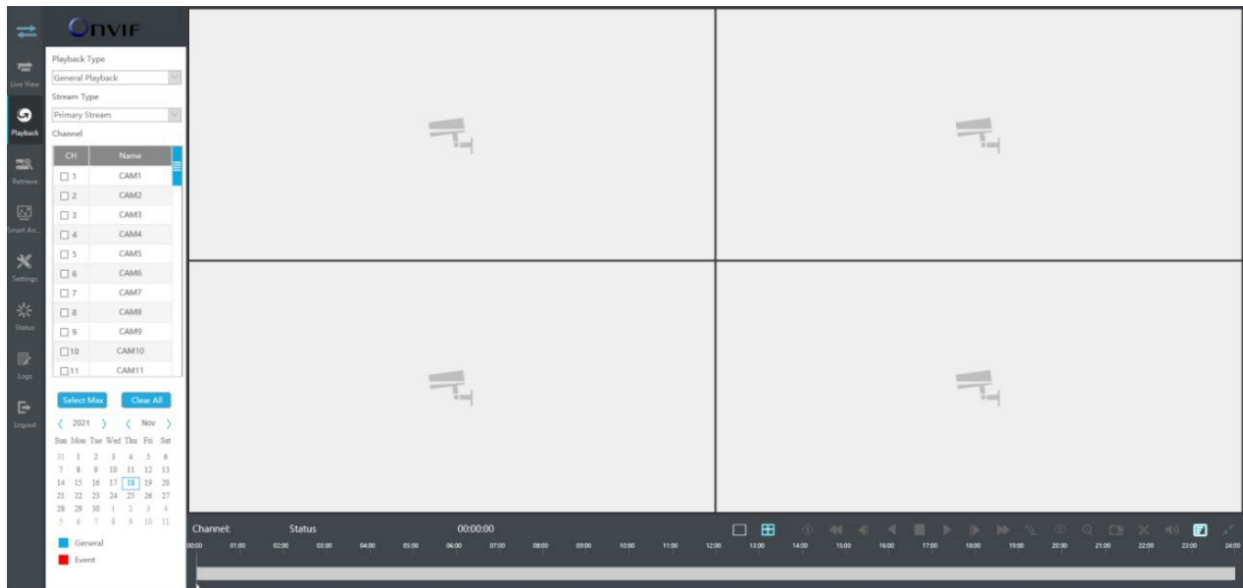 ONVIF
Live View
Playback
Retrieve
Smart An...
Settings
Status
Logs
Logout
Playback Type
General Playback
Stream Type
Primary Stream
Channel
CH Name
1 CAM1
2 CAM2
3 CAM3
4 CAM4
5 CAM5
6 CAM6
7 CAM7
8 CAM8
9 CAM9
10 CAM10
11 CAM11
Select Max Clear All
2021 Nov
Sun Mon Tue Wed Thu Fri Sat
31 1 2 3 4 5 6
7 8 9 10 11 12 13
14 15 16 17 18 19 20
21 22 23 24 25 26 27
28 29 30 1 2 3 4
5 6 7 8 9 10 11
General
Event
Channel: Status 00:00:00
00:00 01:00 02:00 03:00 04:00 05:00 06:00 07:00 08:00 09:00 10:00 11:00 12:00 13:00 14:00 15:00 16:00 17:00 18:00 19:00 20:00 21:00 22:00 23:00 24:00